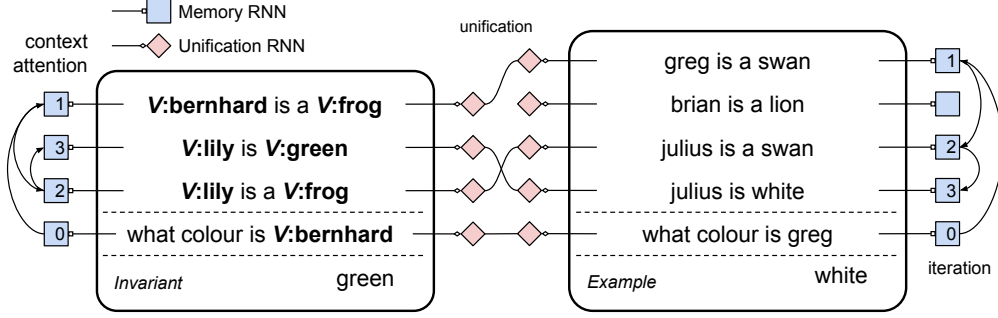 Memory RNN
Unification RNN
context
attention
unification
1
V:bernhard is a V:frog
3
V:lily is V:green
2
V:lily is a V:frog
0
what colour is V:bernhard
Invariant
green
greg is a swan
1
brian is a lion
julius is a swan
2
julius is white
3
what colour is greg
0
Example
white
iteration